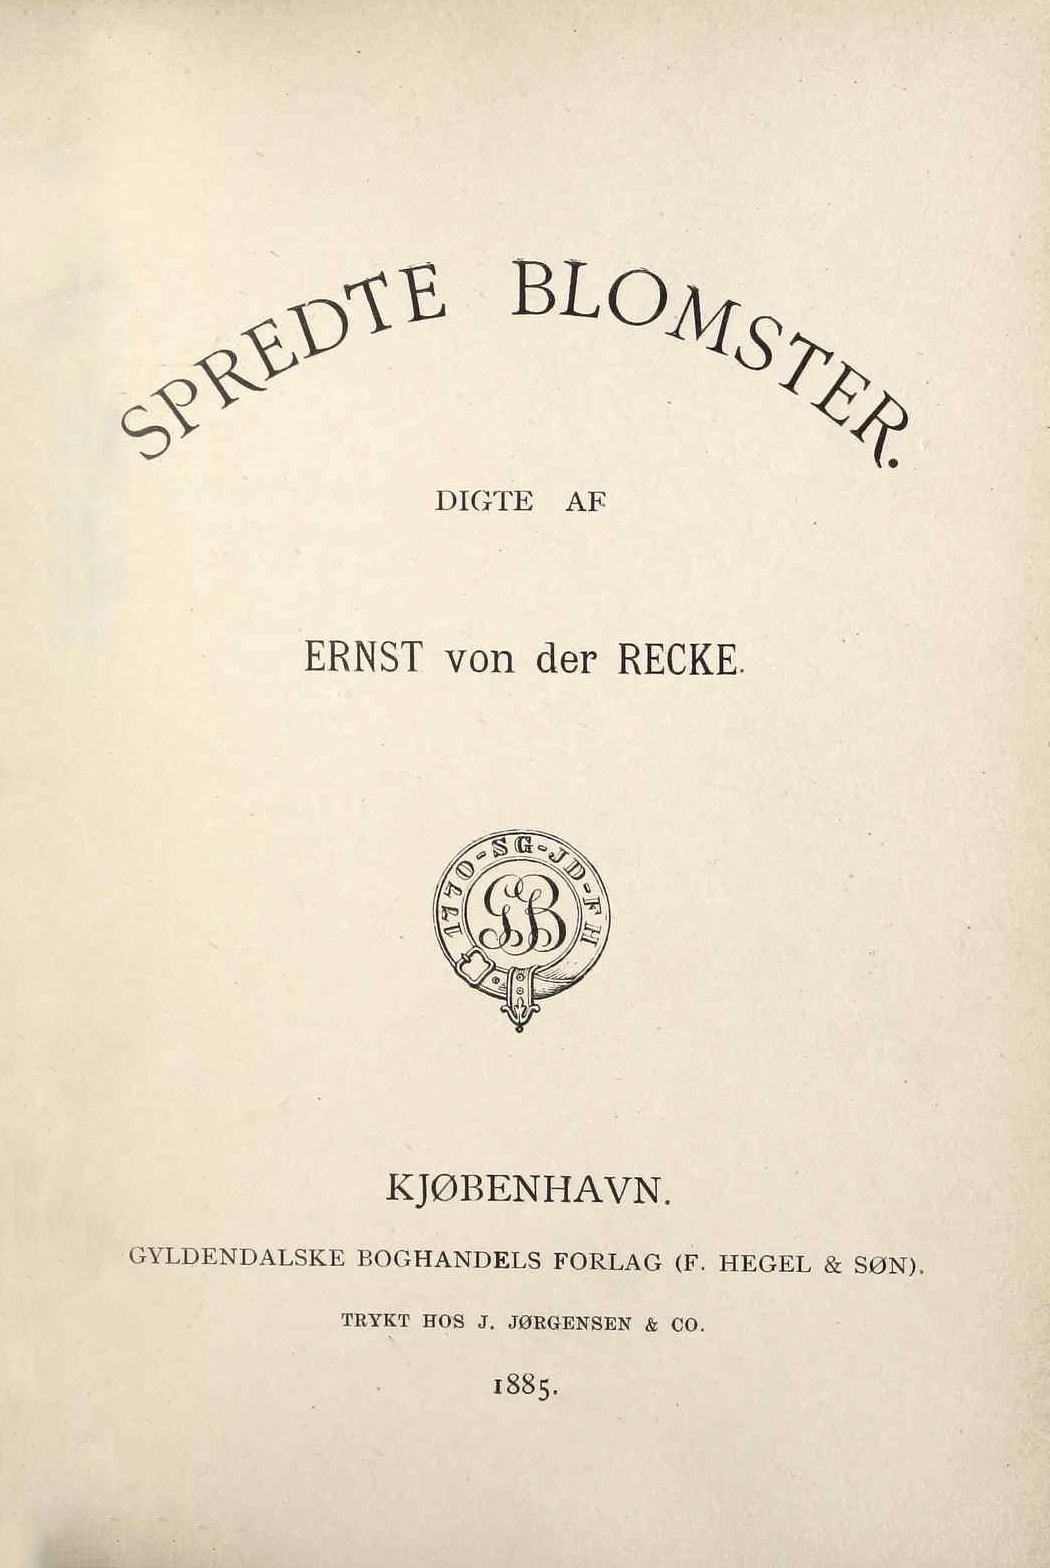 SPREDTE BLOMSTER.
DIGTE AF
ERNST von der RECKE.
1770-SG-JD-FH
GB
KJØBENHAVN.
GYLDENDALSKE BOGHANDELS FORLAG (F. HEGEL & SØN).
TRYKT HOS J. JØRGENSEN & CO.
1885.